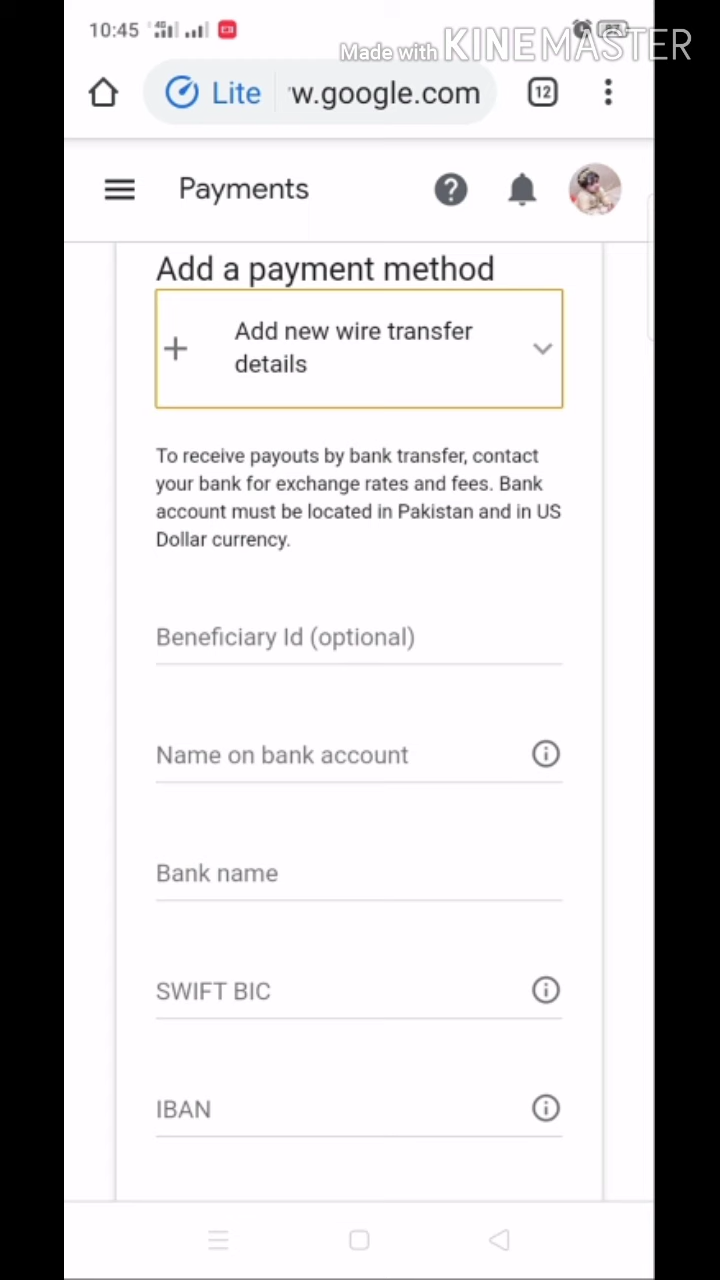 10:45
Made with KINEMASTER
Lite
w.google.com
12
Payments
Add a payment method
+ Add new wire transfer
details
To receive payouts by bank transfer, contact
your bank for exchange rates and fees. Bank
account must be located in Pakistan and in US
Dollar currency.
Beneficiary Id (optional)
Name on bank account
Bank name
SWIFT BIC
IBAN